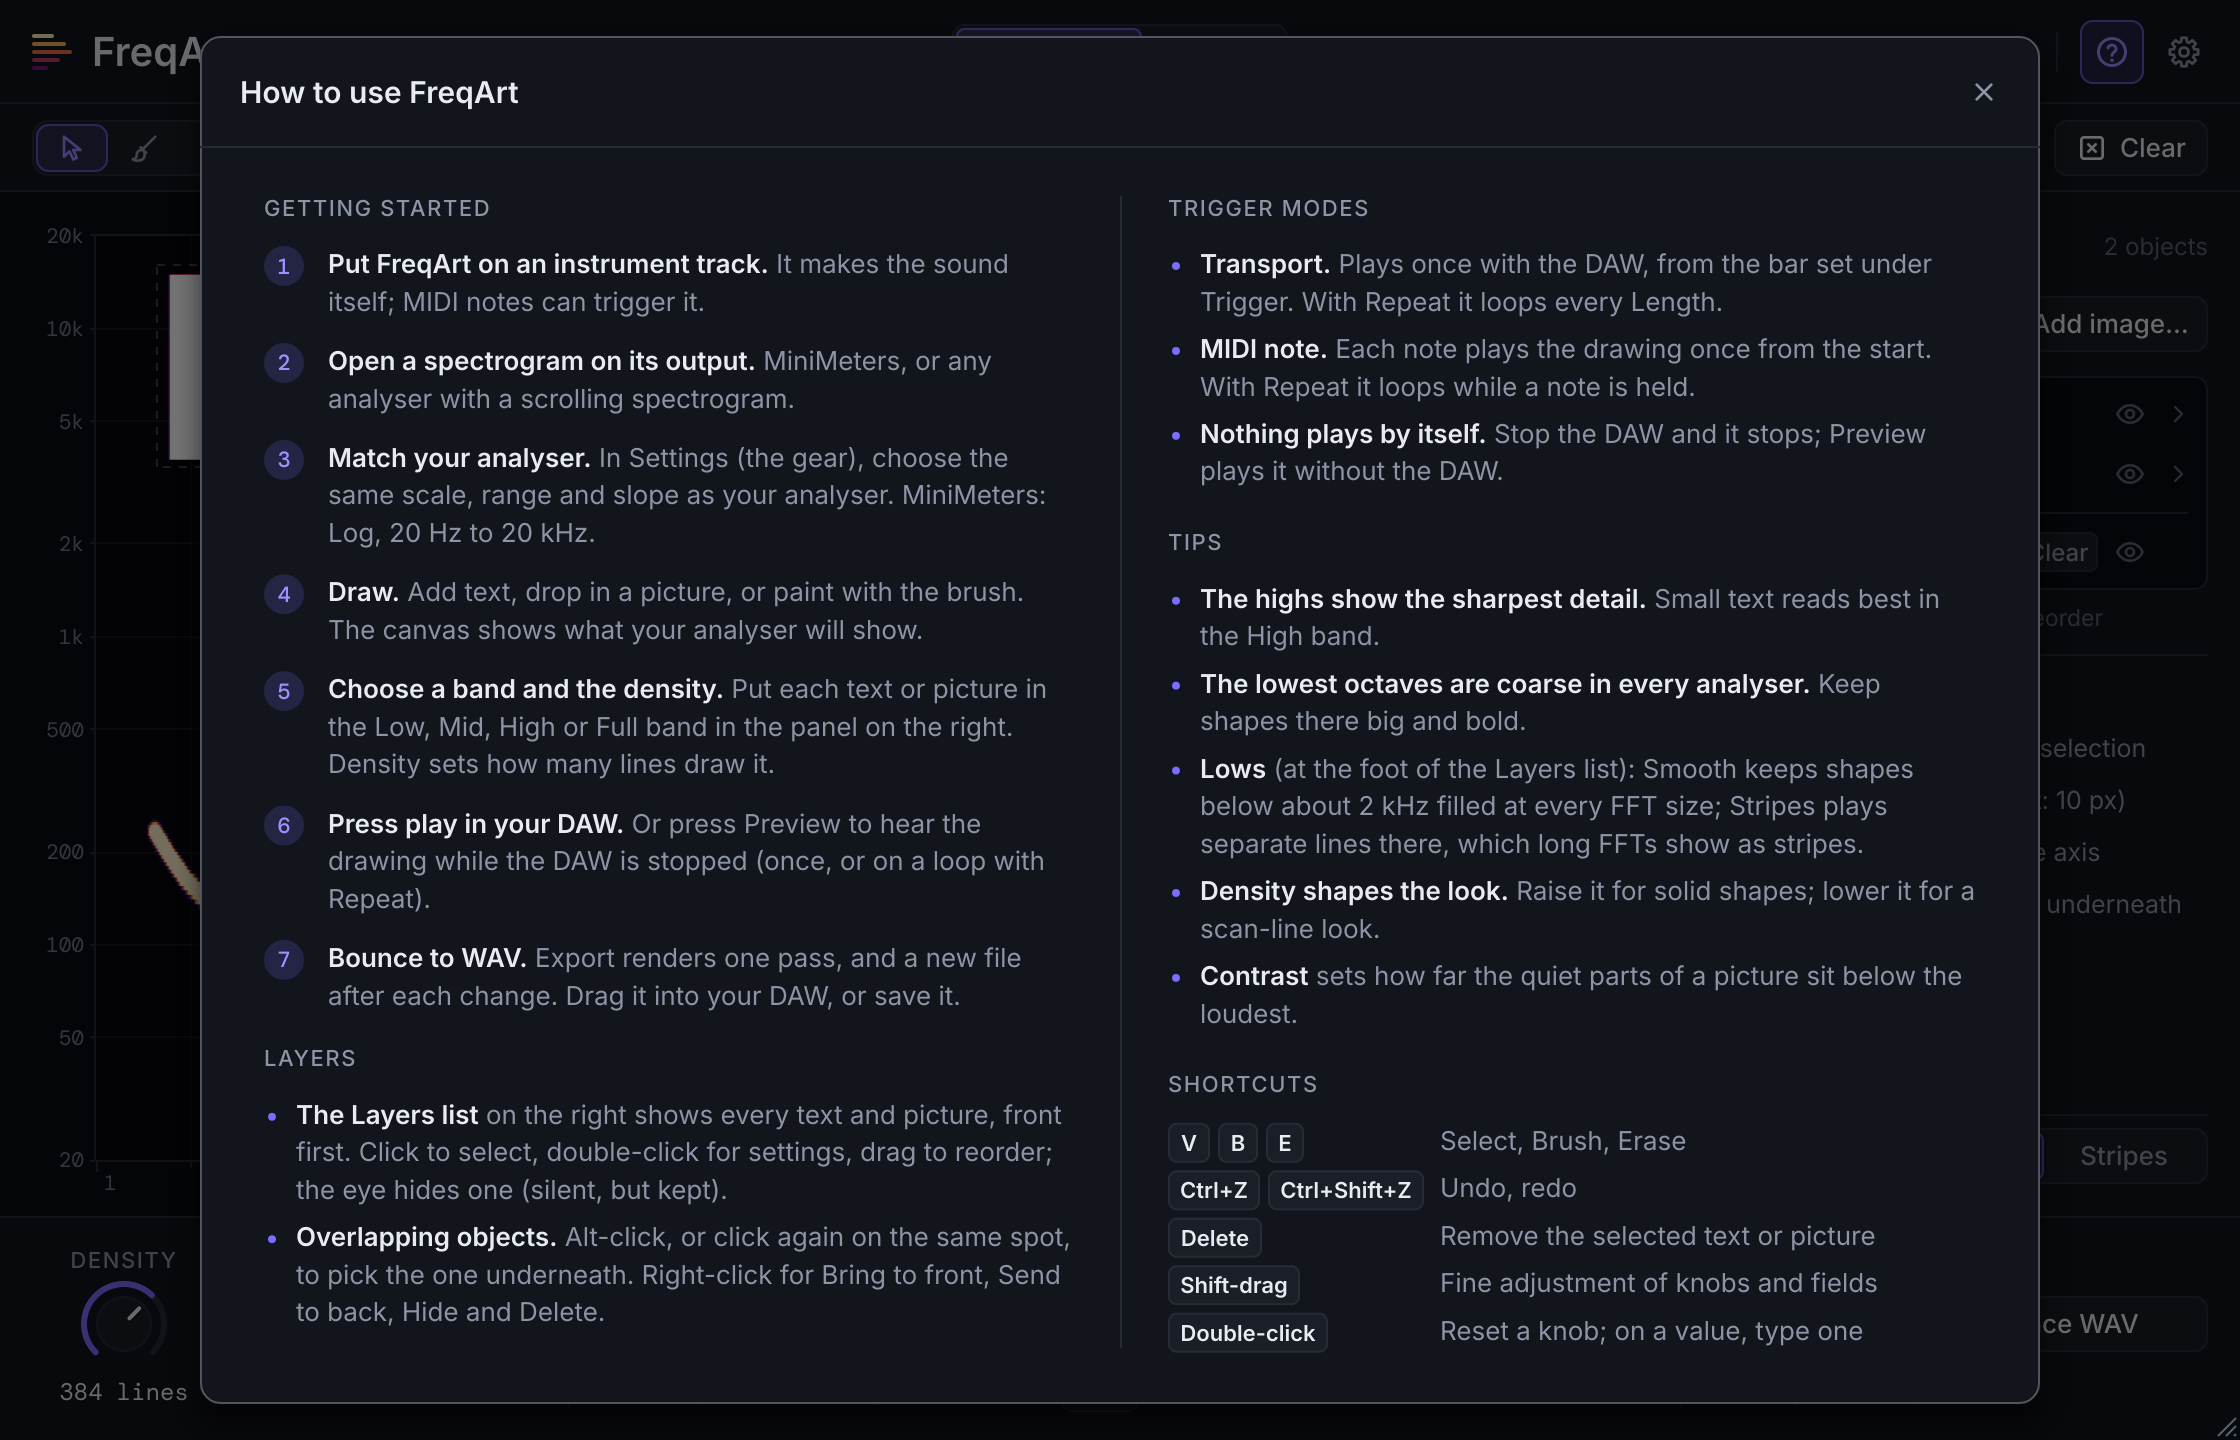 FreqA
How to use FreqArt
Clear
GETTING STARTED
1 Put FreqArt on an instrument track. It makes the sound
itself; MIDI notes can trigger it.
2 Open a spectrogram on its output. MiniMeters, or any
analyser with a scrolling spectrogram.
3 Match your analyser. In Settings (the gear), choose the
same scale, range and slope as your analyser. MiniMeters:
Log, 20 Hz to 20 kHz.
4 Draw. Add text, drop in a picture, or paint with the brush.
The canvas shows what your analyser will show.
5 Choose a band and the density. Put each text or picture in
the Low, Mid, High or Full band in the panel on the right.
Density sets how many lines draw it.
6 Press play in your DAW. Or press Preview to hear the
drawing while the DAW is stopped (once, or on a loop with
Repeat).
7 Bounce to WAV. Export renders one pass, and a new file
after each change. Drag it into your DAW, or save it.
LAYERS
• The Layers list on the right shows every text and picture, front
first. Click to select, double-click for settings, drag to reorder;
the eye hides one (silent, but kept).
• Overlapping objects. Alt-click, or click again on the same spot,
to pick the one underneath. Right-click for Bring to front, Send
to back, Hide and Delete.
TRIGGER MODES
• Transport. Plays once with the DAW, from the bar set under
Trigger. With Repeat it loops every Length.
• MIDI note. Each note plays the drawing once from the start.
With Repeat it loops while a note is held.
• Nothing plays by itself. Stop the DAW and it stops; Preview
plays it without the DAW.
TIPS
• The highs show the sharpest detail. Small text reads best in
the High band.
• The lowest octaves are coarse in every analyser. Keep
shapes there big and bold.
• Lows (at the foot of the Layers list): Smooth keeps shapes
below about 2 kHz filled at every FFT size; Stripes plays
separate lines there, which long FFTs show as stripes.
• Density shapes the look. Raise it for solid shapes; lower it for a
scan-line look.
• Contrast sets how far the quiet parts of a picture sit below the
loudest.
SHORTCUTS
V B E Select, Brush, Erase
Ctrl+Z Ctrl+Shift+Z Undo, redo
Delete Remove the selected text or picture
Shift-drag Fine adjustment of knobs and fields
Double-click Reset a knob; on a value, type one
20k
10k
5k
2k
1k
500
200
100
50
20
1
DENSITY
384 lines
2 objects
Add image...
Clear
eorder
selection
: 10 px)
e axis
underneath
Stripes
ce WAV